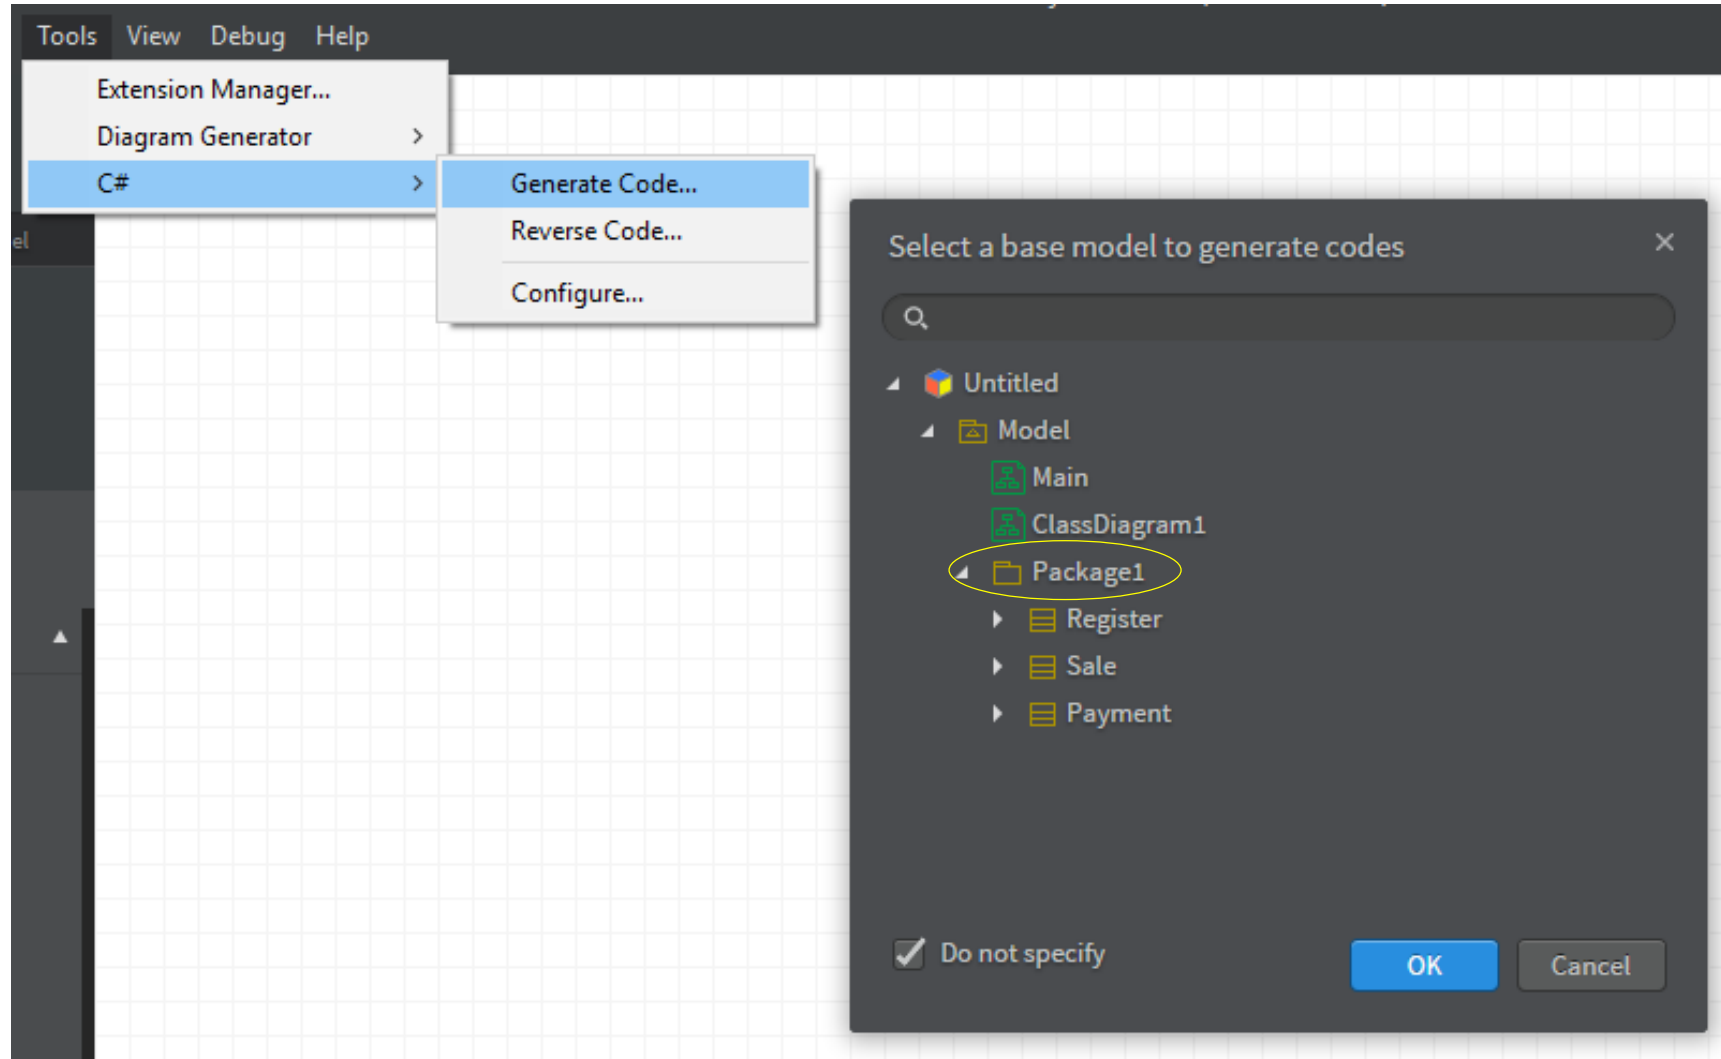 Tools View Debug Help
Extension Manager...
Diagram Generator
C#
Generate Code...
Reverse Code...
Configure...
el
Select a base model to generate codes
Untitled
Model
Main
ClassDiagram1
Package1
Register
Sale
Payment
Do not specify
OK
Cancel